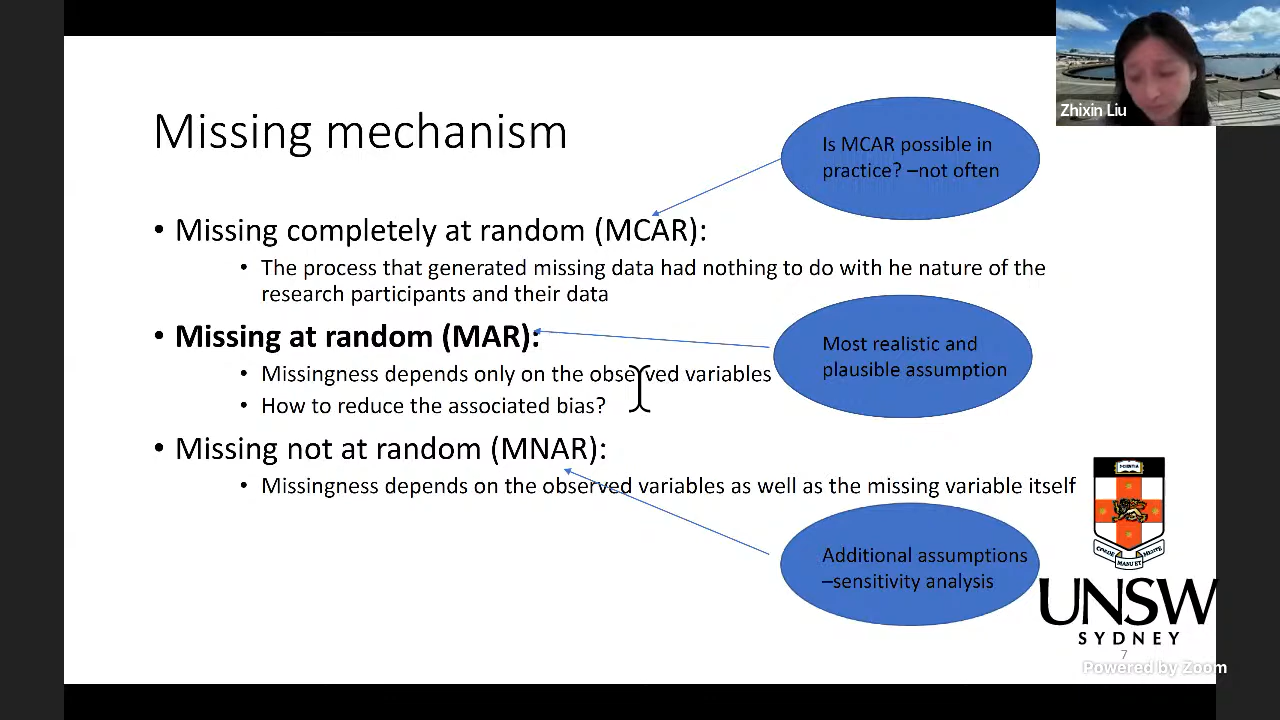 Zhixin Liu
Missing mechanism
Is MCAR possible in
practice? –not often
• Missing completely at random (MCAR):
• The process that generated missing data had nothing to do with he nature of the
research participants and their data
• Missing at random (MAR):
• Missingness depends only on the observed variables
• How to reduce the associated bias?
Most realistic and
plausible assumption
• Missing not at random (MNAR):
• Missingness depends on the observed variables as well as the missing variable itself
Additional assumptions
–sensitivity analysis
SCIENTIA
MANU ET
UNSW
SYDNEY
7
Powered by Zoom